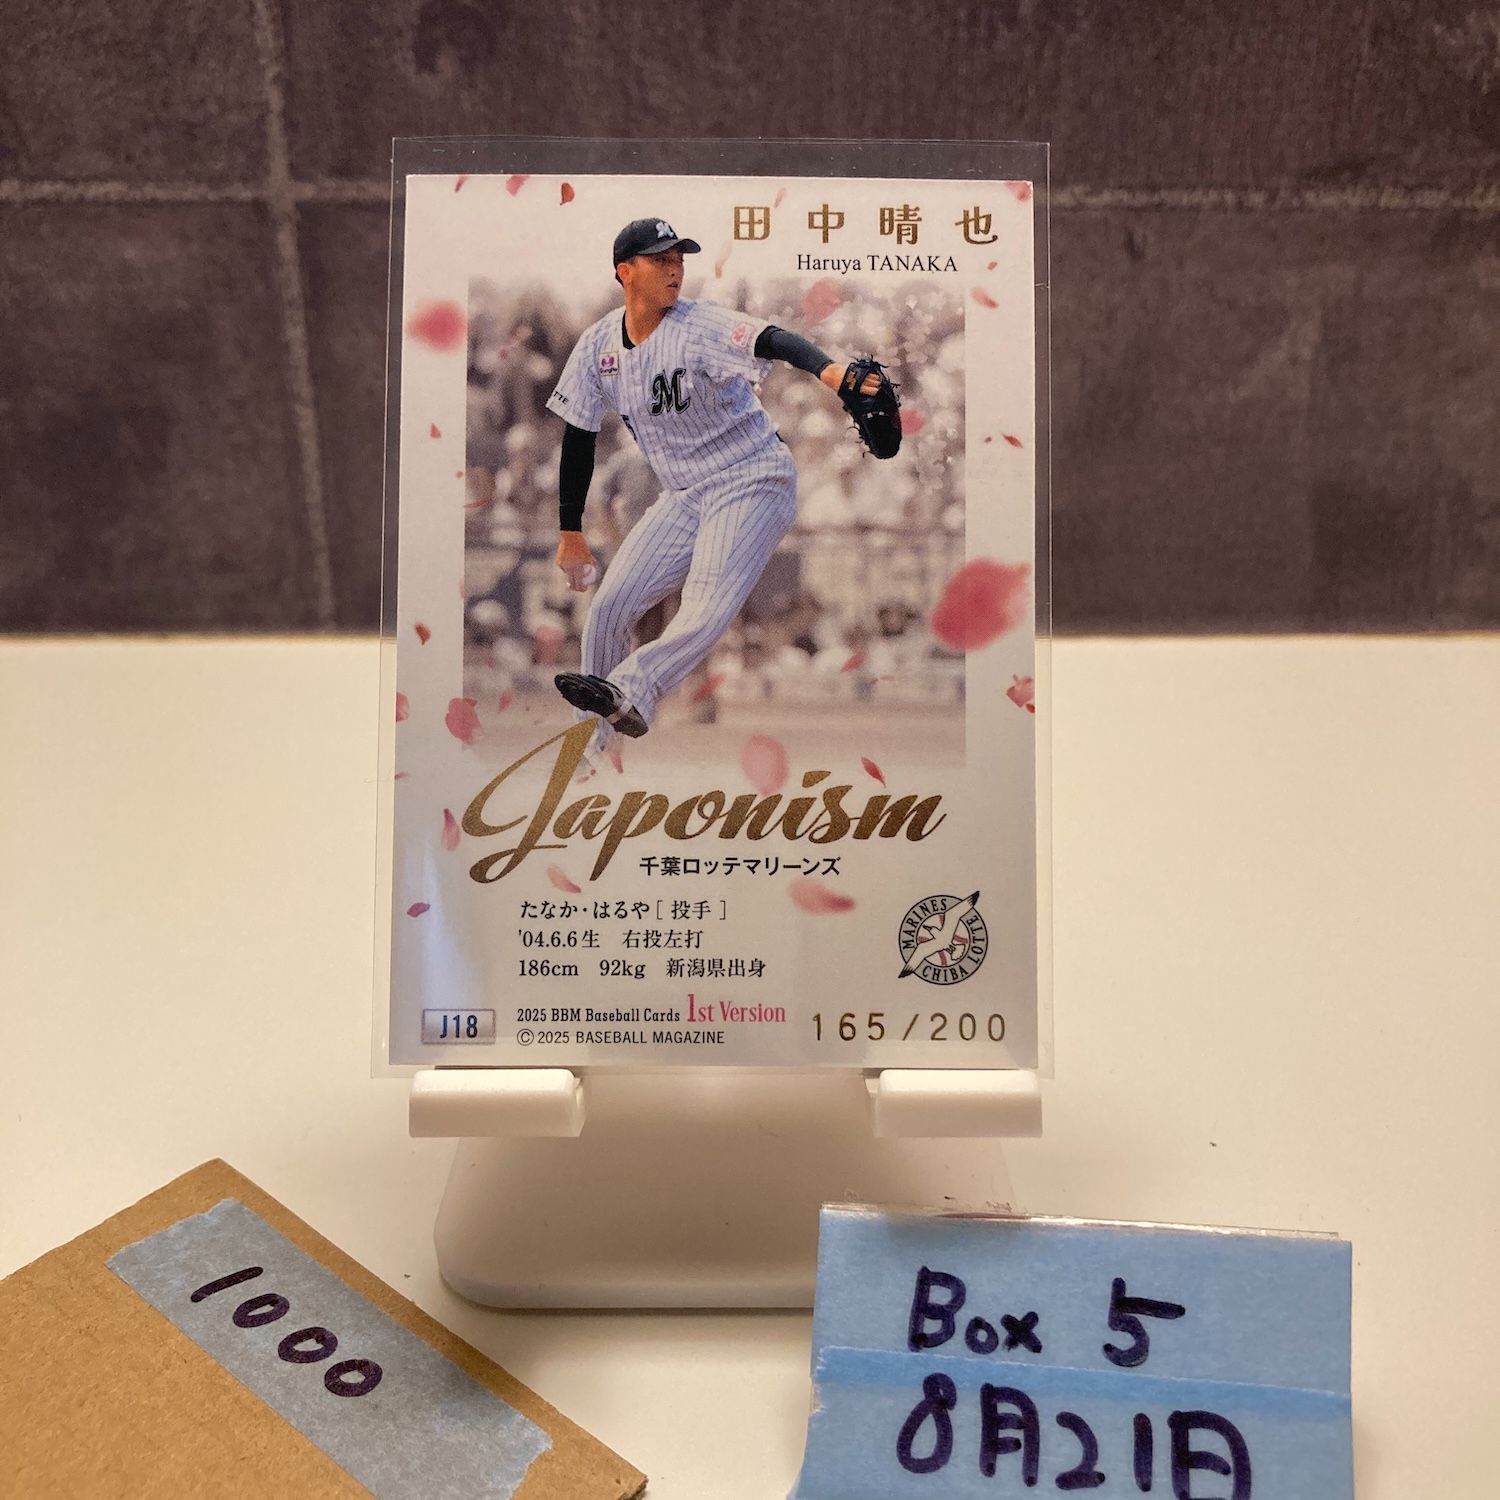 田中晴也
Haruya TANAKA
M
M
Japonism
千葉ロッテマリーンズ
たなか・はるや［投手］
'04.6.6生　右投左打
186cm　92kg　新潟県出身
MARINES
CHIBA LOTTE
J18
2025 BBM Baseball Cards 1st Version
©2025 BASEBALL MAGAZINE
165/200
1000
Box 5
8月21日